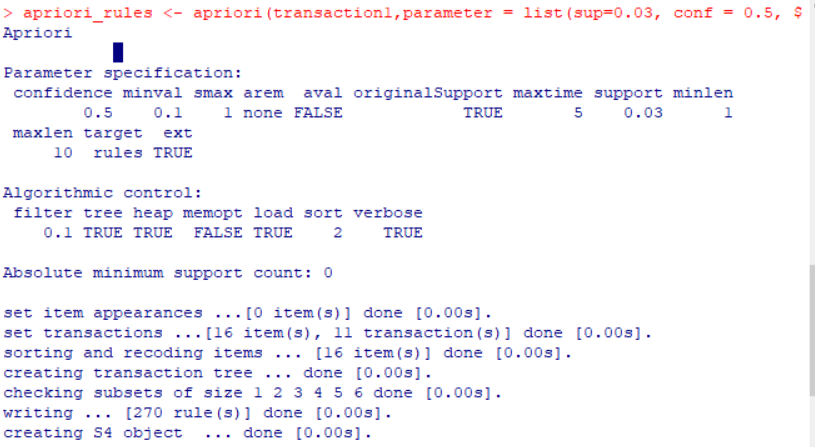 > apriori_rules <- apriori(transaction1,parameter = list(sup=0.03, conf = 0.5, $
Apriori
Parameter specification:
 confidence minval smax arem  aval originalSupport maxtime support minlen
        0.5    0.1    1 none FALSE            TRUE       5    0.03      1
 maxlen target  ext
     10  rules TRUE
Algorithmic control:
 filter tree heap memopt load sort verbose
    0.1 TRUE TRUE  FALSE TRUE    2    TRUE
Absolute minimum support count: 0
set item appearances ...[0 item(s)] done [0.00s].
set transactions ...[16 item(s), 11 transaction(s)] done [0.00s].
sorting and recoding items ... [16 item(s)] done [0.00s].
creating transaction tree ... done [0.00s].
checking subsets of size 1 2 3 4 5 6 done [0.00s].
writing ... [270 rule(s)] done [0.00s].
creating S4 object  ... done [0.00s].